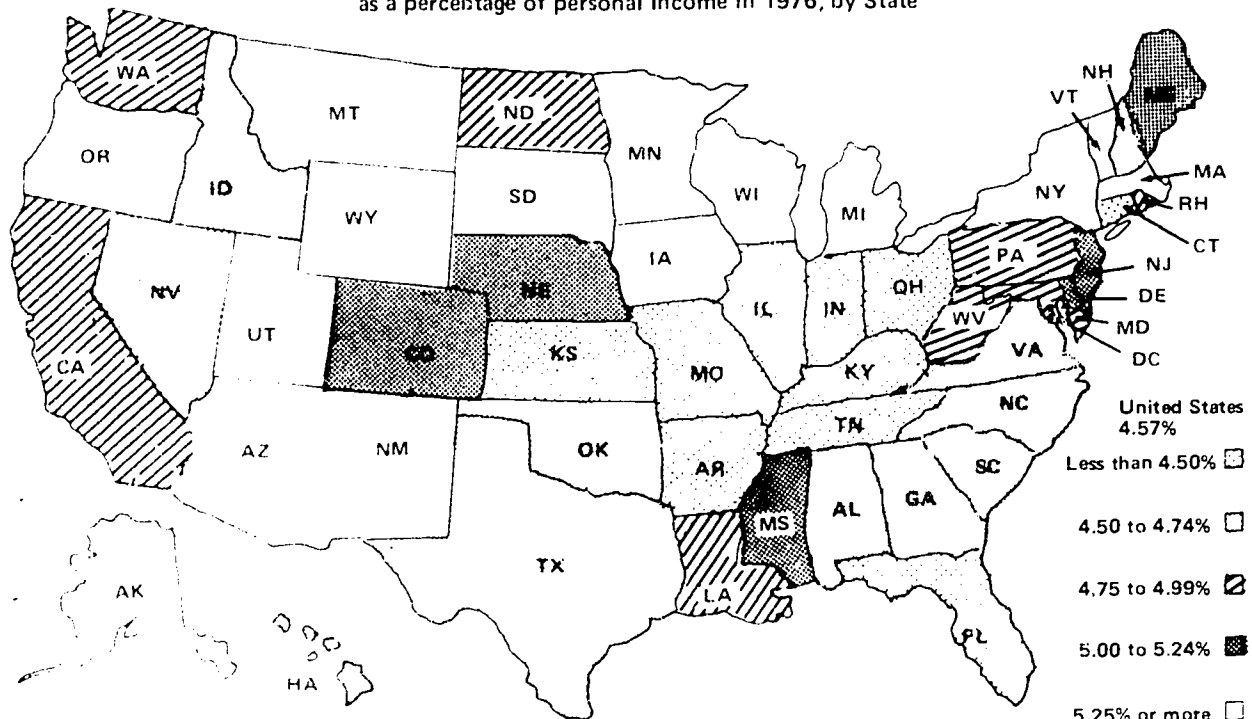 as a percentage of personal income in 1976, by State
WA
MT
ND
MN
OR
ID
SD
WI
MI
NH
VT
ME
WY
NY
MA
RH
CT
IA
PA
NJ
DE
MD
DC
NE
NV
UT
CO
IL
IN
OH
WV
VA
CA
KS
MO
KY
NC
TN
AZ
NM
OK
AR
SC
MS
AL
GA
TX
LA
FL
AK
HA
United States
4.57%
Less than 4.50%
4.50 to 4.74%
4.75 to 4.99%
5.00 to 5.24%
5.25% or more